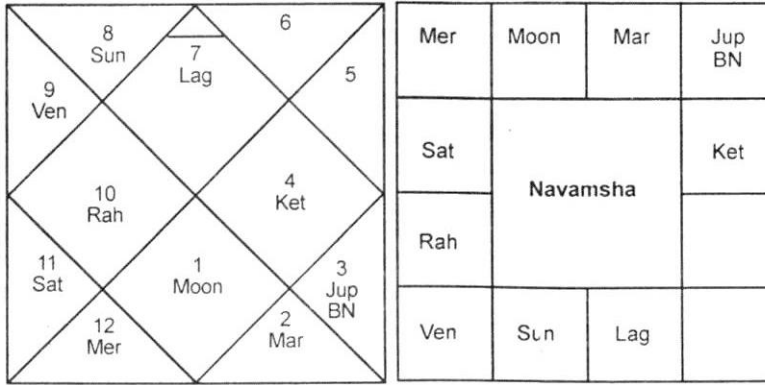 8
Sun
7
Lag
6
5
9
Ven
10
Rah
4
Ket
11
Sat
1
Moon
3
Jup
BN
12
Mer
2
Mar
Mer
Moon
Mar
Jup
BN
Sat
Navamsha
Ket
Rah
Ven
Sun
Lag